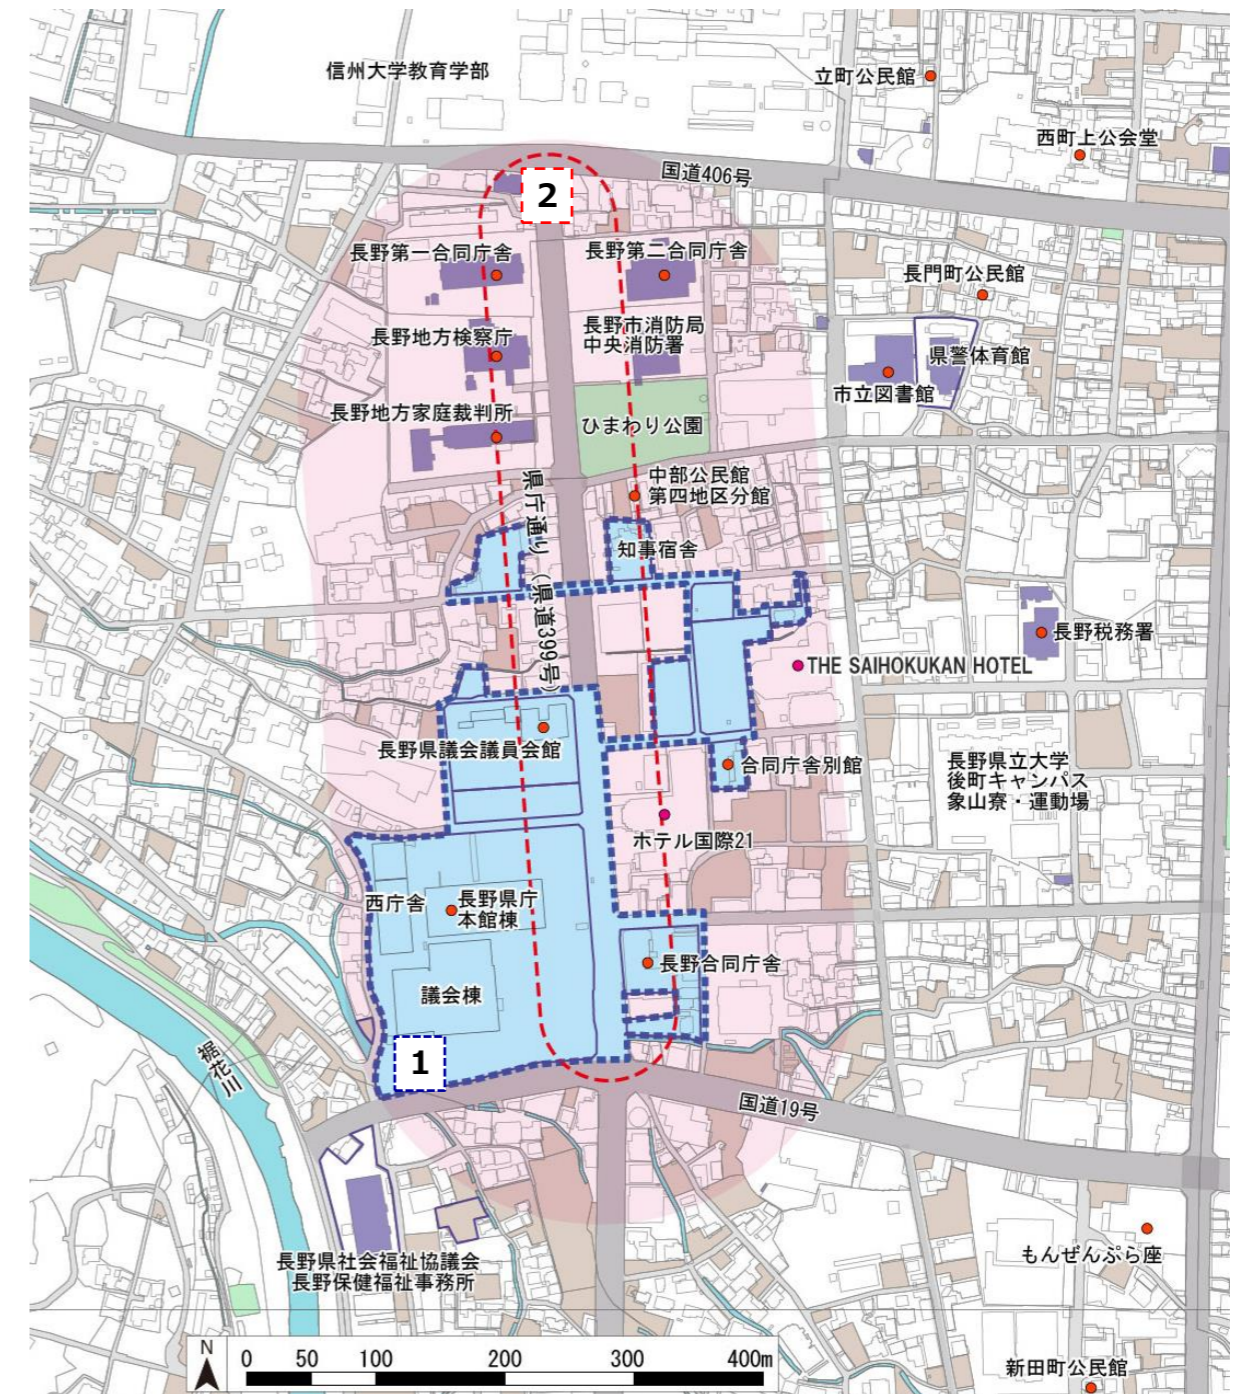 信州大学教育学部
立町公民館
西町上公会堂
国道406号
2
長野第一合同庁舎
長野第二合同庁舎
長門町公民館
長野地方検察庁
長野市消防局
中央消防署
県警体育館
市立図書館
長野地方家庭裁判所
ひまわり公園
中部公民館
第四地区分館
県庁通り（県道399号）
知事宿舎
長野税務署
THE SAIHOKUKAN HOTEL
長野県議会議員会館
合同庁舎別館
長野県立大学
後町キャンパス
象山寮・運動場
ホテル国際21
西庁舎
長野県庁
本館棟
長野合同庁舎
議会棟
1
裾花川
国道19号
もんぜんぷら座
長野県社会福祉協議会
長野保健福祉事務所
N
0 50 100 200 300 400m
新田町公民館